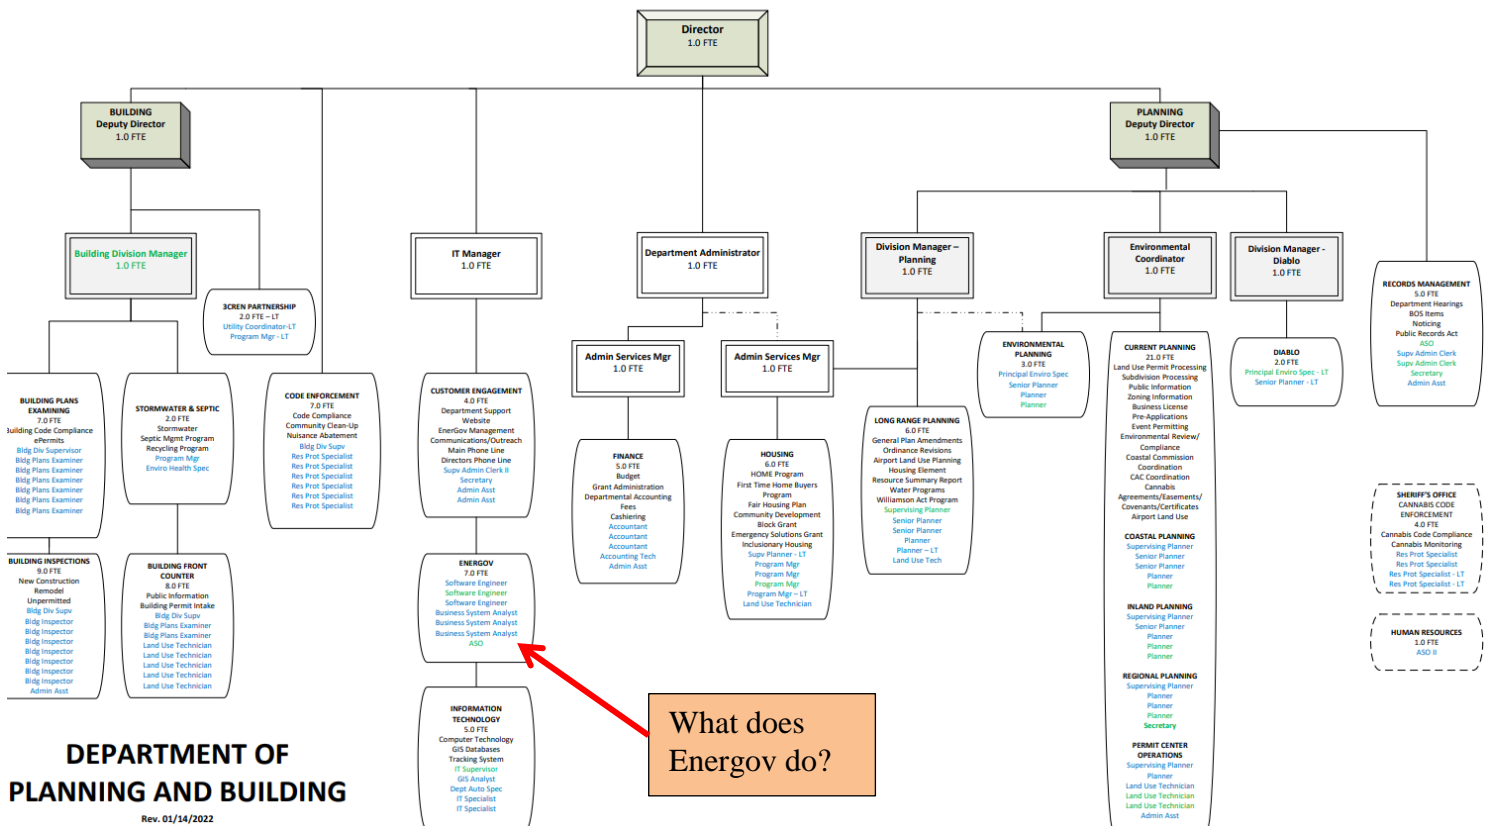 Director
1.0 FTE
BUILDING
Deputy Director
1.0 FTE
PLANNING
Deputy Director
1.0 FTE
Building Division Manager
1.0 FTE
IT Manager
1.0 FTE
Department Administrator
1.0 FTE
Division Manager –
Planning
1.0 FTE
Environmental
Coordinator
1.0 FTE
Division Manager -
Diablo
1.0 FTE
3CREN PARTNERSHIP
2.0 FTE – LT
Utility Coordinator-LT
Program Mgr - LT
RECORDS MANAGEMENT
5.0 FTE
Department Hearings
BOS Items
Noticing
Public Records Act
ASO
Supv Admin Clerk
Supv Admin Clerk
Secretary
Admin Asst
Admin Services Mgr
1.0 FTE
Admin Services Mgr
1.0 FTE
ENVIRONMENTAL
PLANNING
3.0 FTE
Principal Enviro Spec
Senior Planner
Planner
Planner
DIABLO
2.0 FTE
Principal Enviro Spec - LT
Senior Planner - LT
BUILDING PLANS
EXAMINING
7.0 FTE
Building Code Compliance
ePermits
Bldg Div Supervisor
Bldg Plans Examiner
Bldg Plans Examiner
Bldg Plans Examiner
Bldg Plans Examiner
Bldg Plans Examiner
Bldg Plans Examiner
STORMWATER & SEPTIC
2.0 FTE
Stormwater
Septic Mgmt Program
Recycling Program
Program Mgr
Enviro Health Spec
CODE ENFORCEMENT
7.0 FTE
Code Compliance
Community Clean-Up
Nuisance Abatement
Bldg Div Supv
Res Prot Specialist
Res Prot Specialist
Res Prot Specialist
Res Prot Specialist
Res Prot Specialist
Res Prot Specialist
CUSTOMER ENGAGEMENT
4.0 FTE
Department Support
Website
EnerGov Management
Communications/Outreach
Main Phone Line
Directors Phone Line
Supv Admin Clerk II
Secretary
Admin Asst
Admin Asst
FINANCE
5.0 FTE
Budget
Grant Administration
Departmental Accounting
Fees
Cashiering
Accountant
Accountant
Accountant
Accounting Tech
Admin Asst
HOUSING
6.0 FTE
HOME Program
First Time Home Buyers
Program
Fair Housing Plan
Community Development
Block Grant
Emergency Solutions Grant
Inclusionary Housing
Supv Planner - LT
Program Mgr
Program Mgr
Program Mgr
Program Mgr – LT
Land Use Technician
LONG RANGE PLANNING
6.0 FTE
General Plan Amendments
Ordinance Revisions
Airport Land Use Planning
Housing Element
Resource Summary Report
Water Programs
Williamson Act Program
Supervising Planner
Senior Planner
Senior Planner
Planner
Planner – LT
Land Use Tech
CURRENT PLANNING
21.0 FTE
Land Use Permit Processing
Subdivision Processing
Public Information
Zoning Information
Business License
Pre-Applications
Event Permitting
Environmental Review/
Compliance
Coastal Commission
Coordination
CAC Coordination
Cannabis
Agreements/Easements/
Covenants/Certificates
Airport Land Use
COASTAL PLANNING
Supervising Planner
Senior Planner
Senior Planner
Planner
Planner
INLAND PLANNING
Supervising Planner
Senior Planner
Planner
Planner
Planner
REGIONAL PLANNING
Supervising Planner
Planner
Planner
Planner
Secretary
PERMIT CENTER
OPERATIONS
Supervising Planner
Planner
Land Use Technician
Land Use Technician
Land Use Technician
Admin Asst
SHERIFF'S OFFICE
CANNABIS CODE
ENFORCEMENT
4.0 FTE
Cannabis Code Compliance
Cannabis Monitoring
Res Prot Specialist
Res Prot Specialist
Res Prot Specialist - LT
Res Prot Specialist - LT
HUMAN RESOURCES
1.0 FTE
ASO II
BUILDING INSPECTIONS
9.0 FTE
New Construction
Remodel
Unpermitted
Bldg Div Supv
Bldg Inspector
Bldg Inspector
Bldg Inspector
Bldg Inspector
Bldg Inspector
Bldg Inspector
Bldg Inspector
Admin Asst
BUILDING FRONT
COUNTER
8.0 FTE
Public Information
Building Permit Intake
Bldg Div Supv
Bldg Plans Examiner
Bldg Plans Examiner
Land Use Technician
Land Use Technician
Land Use Technician
Land Use Technician
Land Use Technician
ENERGOV
7.0 FTE
Software Engineer
Software Engineer
Software Engineer
Business System Analyst
Business System Analyst
Business System Analyst
ASO
INFORMATION
TECHNOLOGY
5.0 FTE
Computer Technology
GIS Databases
Tracking System
IT Supervisor
GIS Analyst
Dept Auto Spec
IT Specialist
IT Specialist
What does
Energov do?
DEPARTMENT OF
PLANNING AND BUILDING
Rev. 01/14/2022